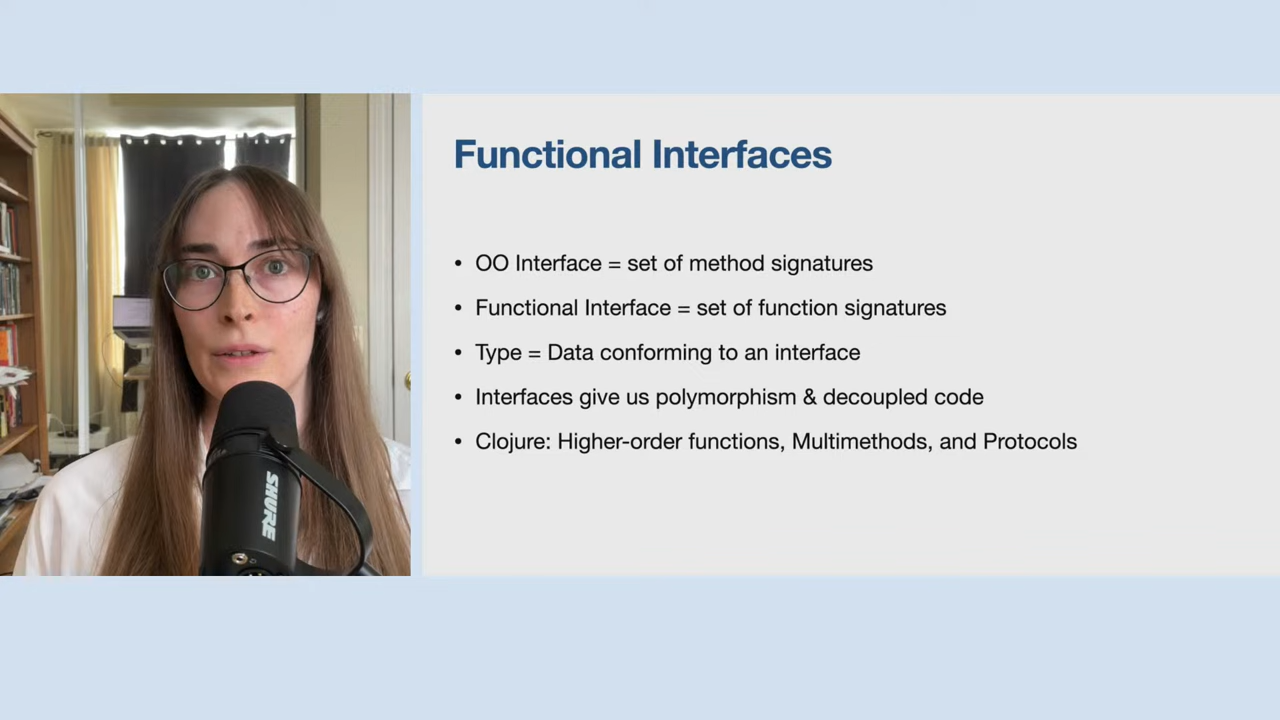 Functional Interfaces
• OO Interface = set of method signatures
• Functional Interface = set of function signatures
• Type = Data conforming to an interface
• Interfaces give us polymorphism & decoupled code
• Clojure: Higher-order functions, Multimethods, and Protocols
SHURE